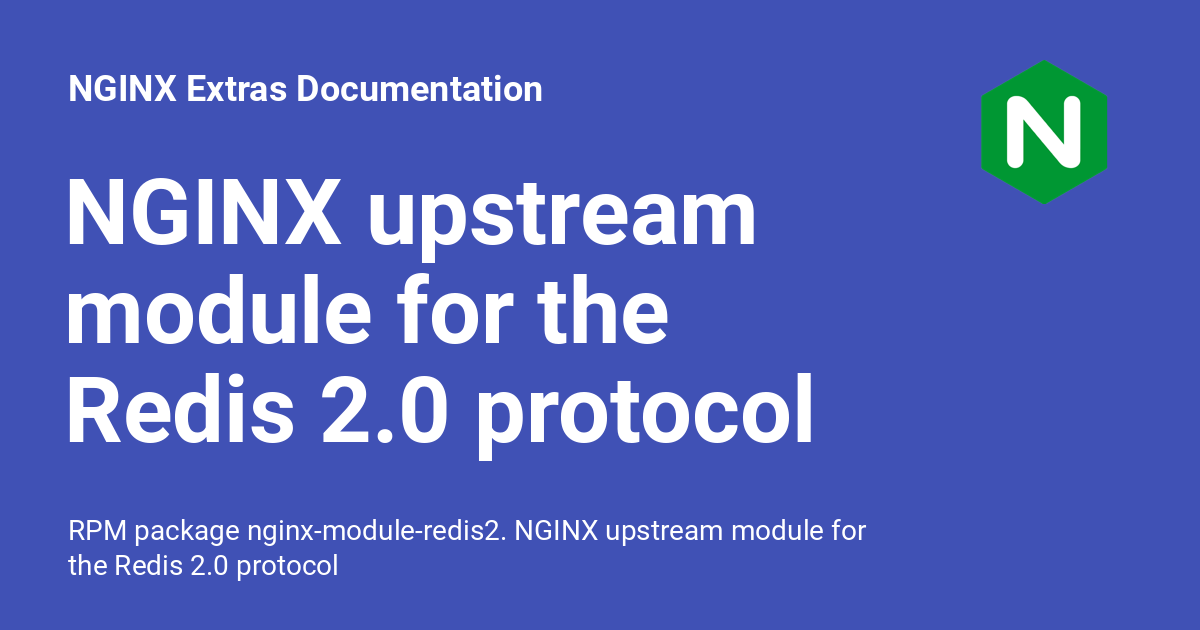 NGINX Extras Documentation
N
NGINX upstream
module for the
Redis 2.0 protocol
RPM package nginx-module-redis2. NGINX upstream module for
the Redis 2.0 protocol